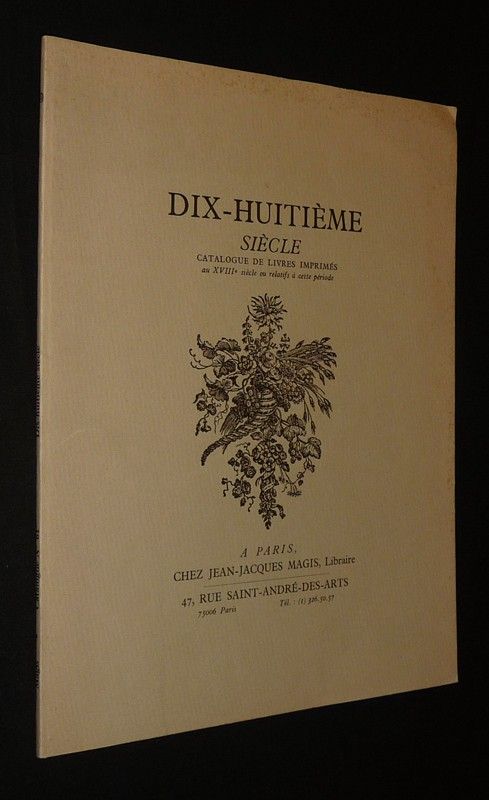 DIX-HUITIÈME
SIÈCLE
CATALOGUE DE LIVRES IMPRIMÉS
au XVIIIe siècle ou relatifs à cette période
A PARIS,
CHEZ JEAN-JACQUES MAGIS, Libraire
47, RUE SAINT-ANDRÉ-DES-ARTS
75006 Paris Tél. : (1) 326.50.57